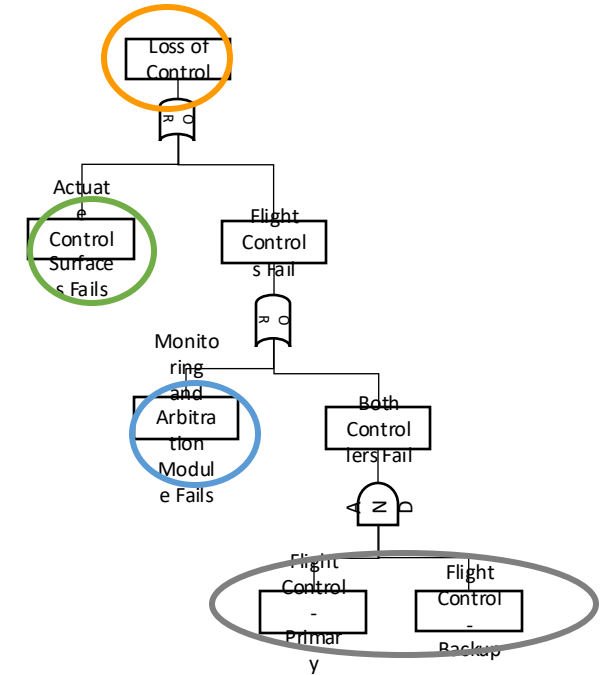 Loss of
Control
O
R
Actuat
e
Control
Surface
s Fails
Flight
Control
s Fail
O
R
Monito
ring
and
Arbitra
tion
Modul
e Fails
Both
Control
lers Fail
A
N
D
Flight
Control
-
Primar
y
Flight
Control
-
Backup